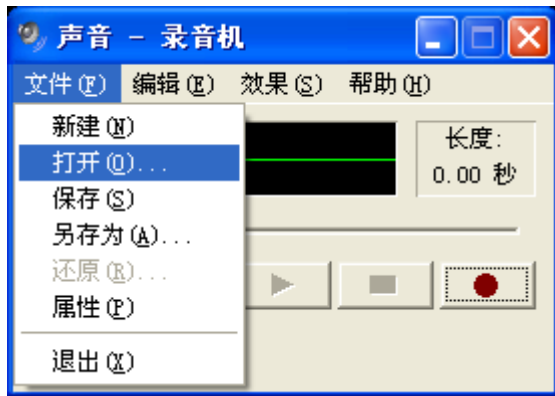 声音 - 录音机
文件(F) 编辑(E) 效果(S) 帮助(H)
新建(N)
打开(O)...
保存(S)
另存为(A)...
还原(R)...
属性(P)
退出(X)
长度:
0.00 秒